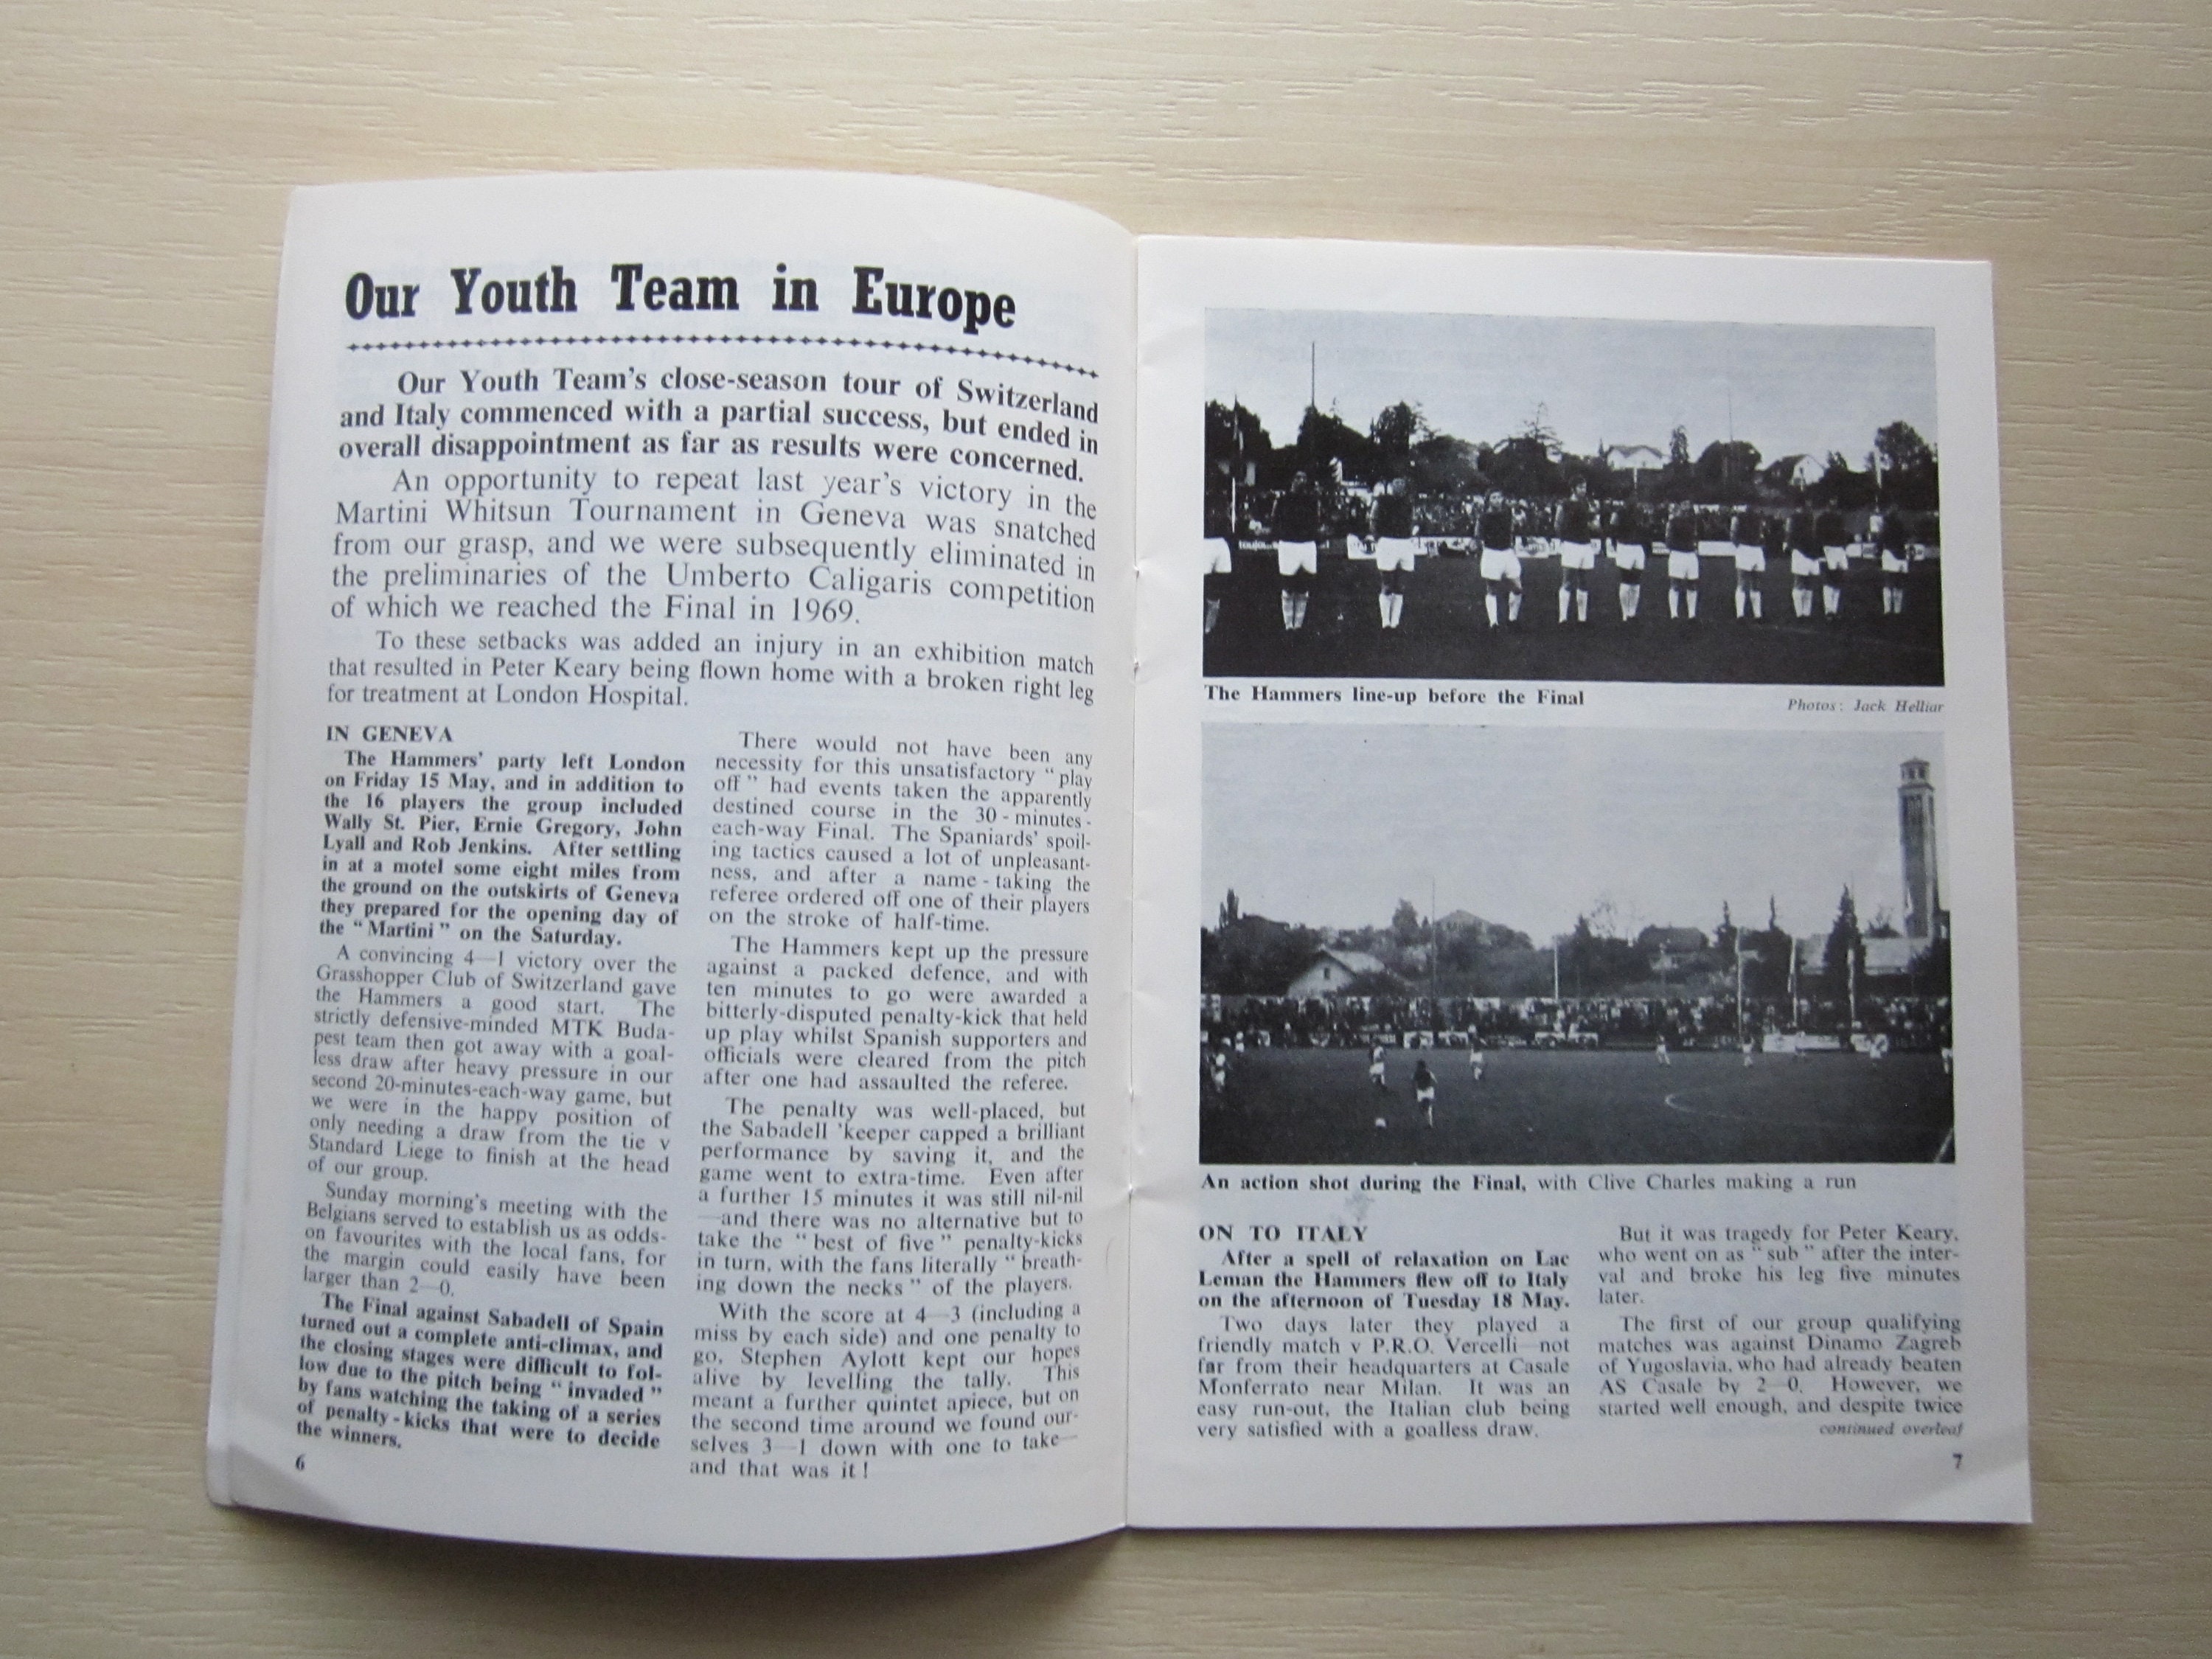 Our Youth Team in Europe
Our Youth Team's close-season tour of Switzerland
and Italy commenced with a partial success, but ended in
overall disappointment as far as results were concerned.
An opportunity to repeat last year's victory in the
Martini Whitsun Tournament in Geneva was snatched
from our grasp, and we were subsequently eliminated in
the preliminaries of the Umberto Caligaris competition
of which we reached the Final in 1969.
To these setbacks was added an injury in an exhibition match
that resulted in Peter Keary being flown home with a broken right leg
for treatment at London Hospital.
IN GENEVA
The Hammers' party left London
on Friday 15 May, and in addition to
the 16 players the group included
Wally St. Pier, Ernie Gregory, John
Lyall and Rob Jenkins. After settling
in at a motel some eight miles from
the ground on the outskirts of Geneva
they prepared for the opening day of
the "Martini" on the Saturday.
A convincing 4—1 victory over the
Grasshopper Club of Switzerland gave
the Hammers a good start. The
strictly defensive-minded MTK Buda-
pest team then got away with a goal-
less draw after heavy pressure in our
second 20-minutes-each-way game, but
we were in the happy position of
only needing a draw from the tie v
Standard Liege to finish at the head
of our group.
Sunday morning's meeting with the
Belgians served to establish us as odds-
on favourites with the local fans, for
the margin could easily have been
larger than 2—0.
The Final against Sabadell of Spain
turned out a complete anti-climax, and
the closing stages were difficult to fol-
low due to the pitch being "invaded"
by fans watching the taking of a series
of penalty-kicks that were to decide
the winners.
6
There would not have been any
necessity for this unsatisfactory "play
off" had events taken the apparently
destined course in the 30-minutes-
each-way Final. The Spaniards' spoil-
ing tactics caused a lot of unpleasant-
ness, and after a name-taking the
referee ordered off one of their players
on the stroke of half-time.
The Hammers kept up the pressure
against a packed defence, and with
ten minutes to go were awarded a
bitterly-disputed penalty-kick that held
up play whilst Spanish supporters and
officials were cleared from the pitch
after one had assaulted the referee.
The penalty was well-placed, but
the Sabadell 'keeper capped a brilliant
performance by saving it, and the
game went to extra-time. Even after
a further 15 minutes it was still nil-nil
—and there was no alternative but to
take the "best of five" penalty-kicks
in turn, with the fans literally "breath-
ing down the necks" of the players.
With the score at 4—3 (including a
miss by each side) and one penalty to
go, Stephen Aylott kept our hopes
alive by levelling the tally. This
meant a further quintet apiece, but on
the second time around we found our-
selves 3—1 down with one to take—
and that was it!
The Hammers line-up before the Final
Photos: Jack Helliar
An action shot during the Final, with Clive Charles making a run
ON TO ITALY
After a spell of relaxation on Lac
Leman the Hammers flew off to Italy
on the afternoon of Tuesday 18 May.
Two days later they played a
friendly match v P.R.O. Vercelli—not
far from their headquarters at Casale
Monferrato near Milan. It was an
easy run-out, the Italian club being
very satisfied with a goalless draw.
But it was tragedy for Peter Keary,
who went on as "sub" after the inter-
val and broke his leg five minutes
later.
The first of our group qualifying
matches was against Dinamo Zagreb
of Yugoslavia, who had already beaten
AS Casale by 2—0. However, we
started well enough, and despite twice
continued overleaf
7